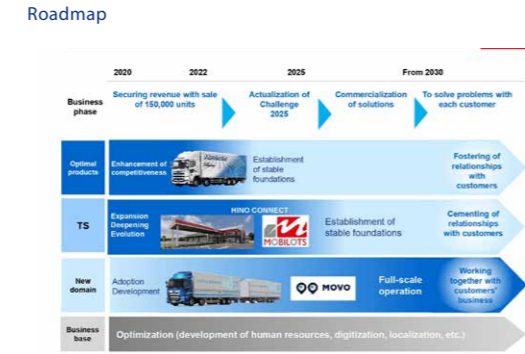 Roadmap
2020 2022 2025 From 2030
Business
phase
Securing revenue with sale
of 150,000 units
Actualization of
Challenge
2025
Commercialization
of solutions
To solve problems with
each customer
Optimal
products
Enhancement of
competitiveness
Establishment
of stable
foundations
Fostering of
relationships
with
customers
TS
Expansion
Deepening
Evolution
HINO CONNECT
MOBILOTS
Establishment of
stable foundations
Cementing of
relationships
with customers
New
domain
Adoption
Development
MOVO
Full-scale
operation
Working
together with
customers'
business
Business
base
Optimization (development of human resources, digitization, localization, etc.)